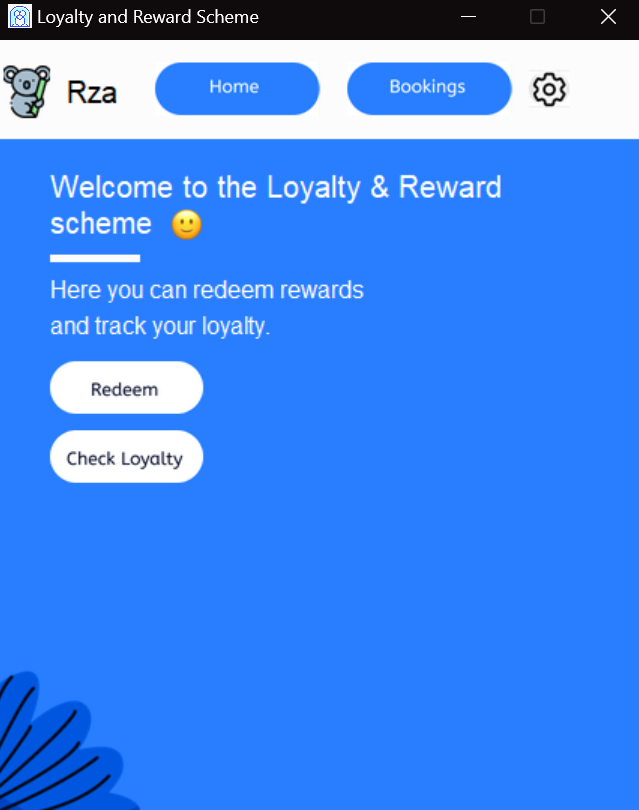 Loyalty and Reward Scheme
Rza
Home
Bookings
Welcome to the Loyalty & Reward
scheme 🙂
Here you can redeem rewards
and track your loyalty.
Redeem
Check Loyalty